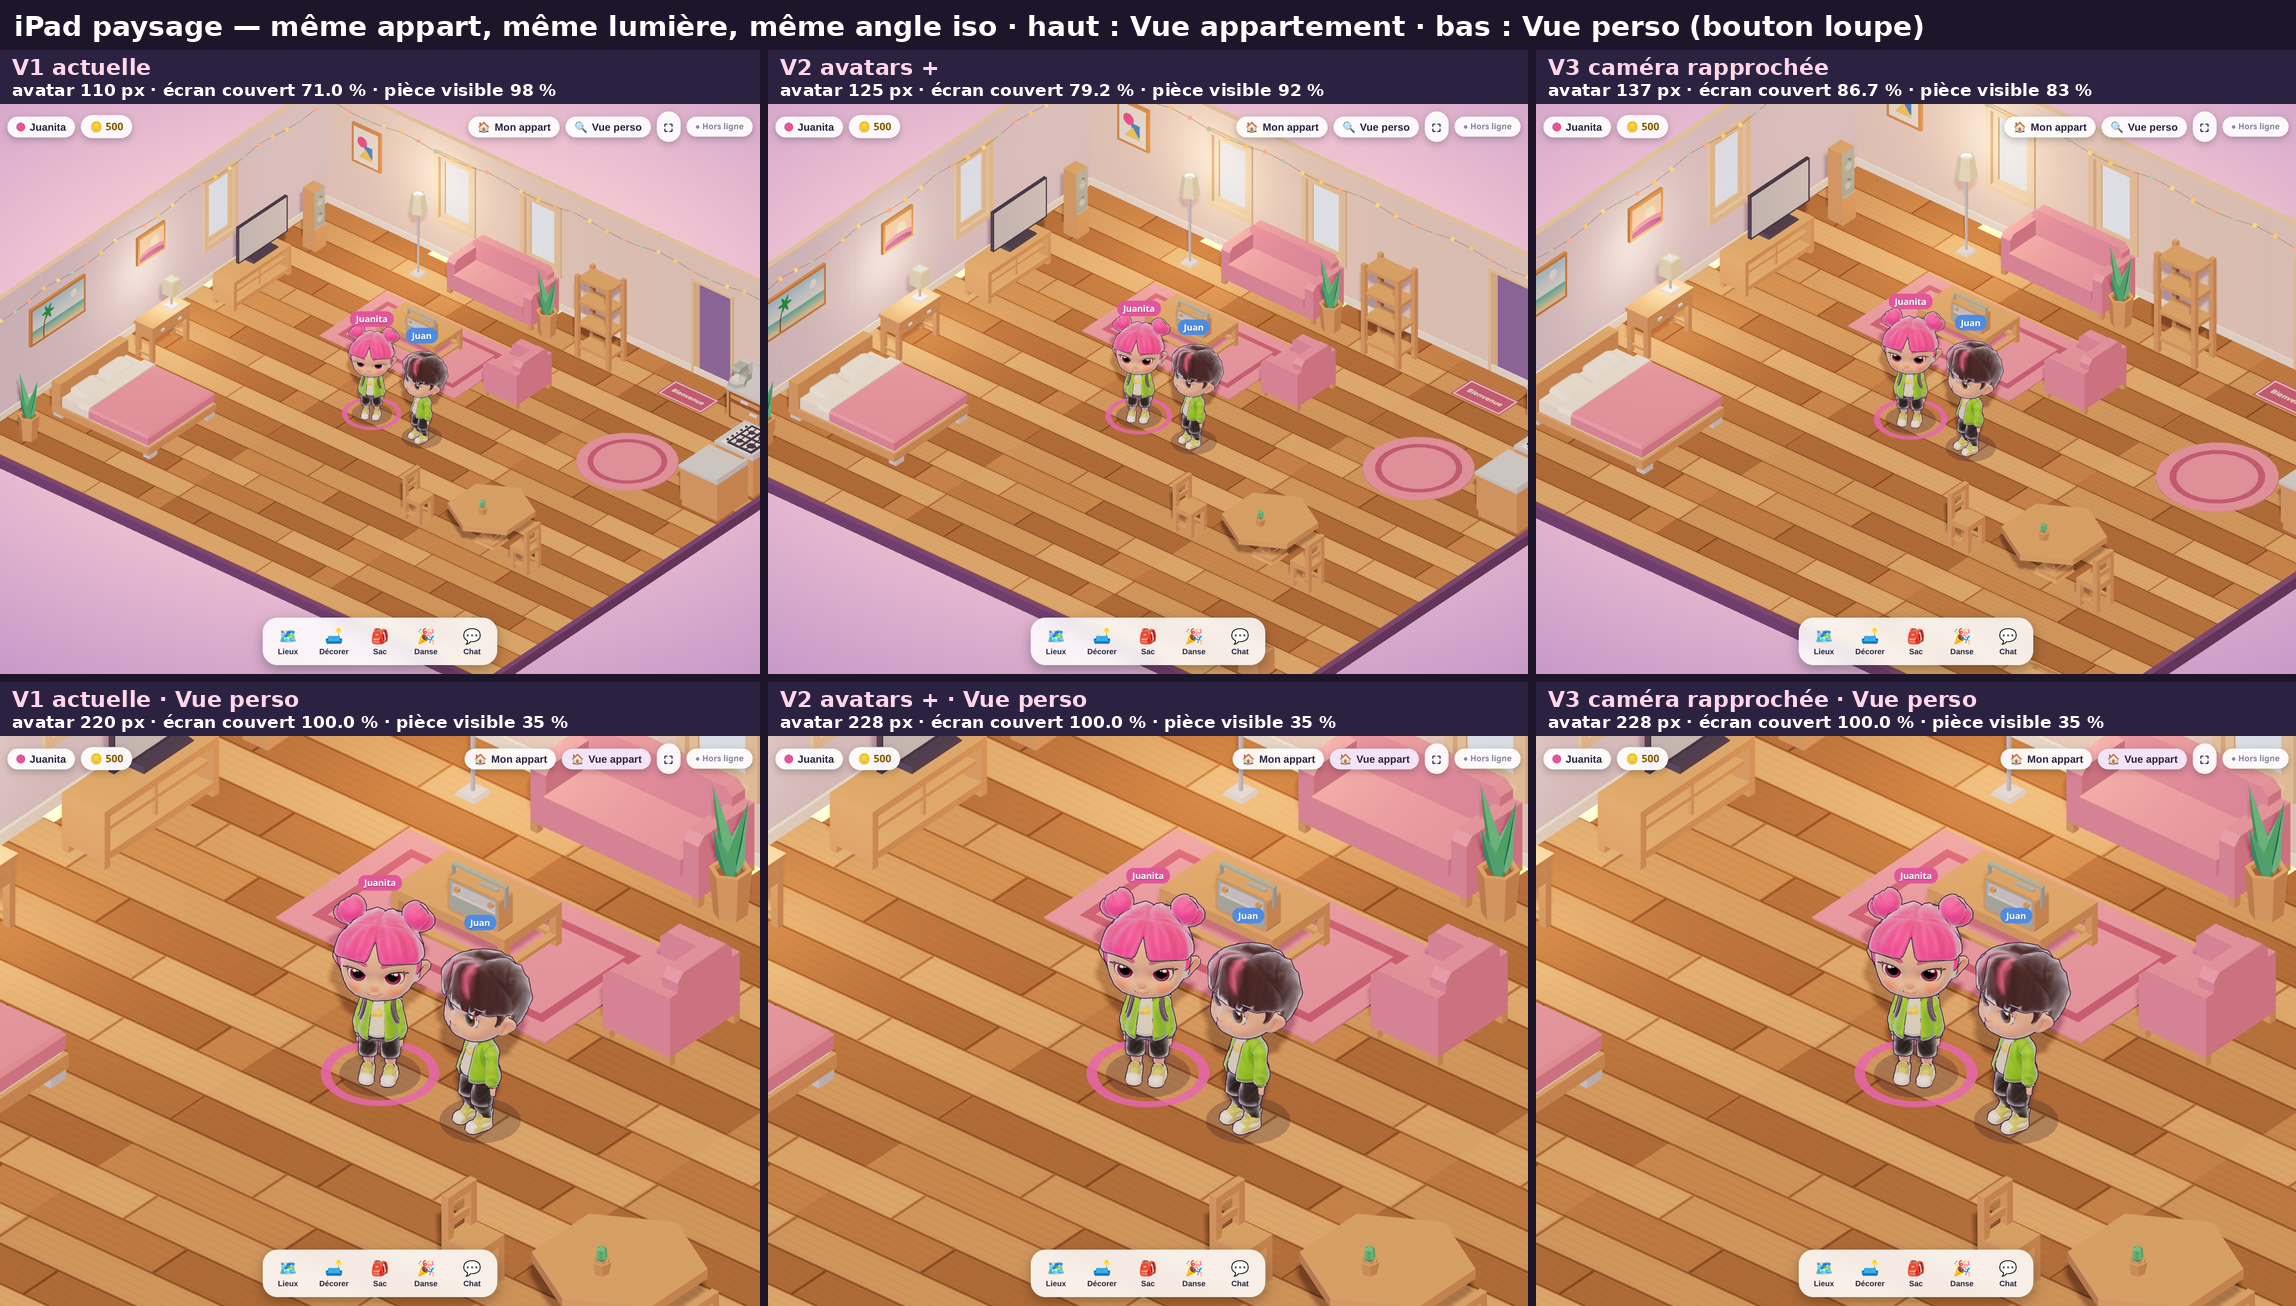 iPad paysage — même appart, même lumière, même angle iso · haut : Vue appartement · bas : Vue perso (bouton loupe)
V1 actuelle
avatar 110 px · écran couvert 71.0 % · pièce visible 98 %
Juanita
500
Mon appart
Vue perso
Hors ligne
Juanita
Juan
Bienvenue
Lieux
Décorer
Sac
Danse
Chat
V2 avatars +
avatar 125 px · écran couvert 79.2 % · pièce visible 92 %
Juanita
500
Mon appart
Vue perso
Hors ligne
Juanita
Juan
Bienvenue
Lieux
Décorer
Sac
Danse
Chat
V3 caméra rapprochée
avatar 137 px · écran couvert 86.7 % · pièce visible 83 %
Juanita
500
Mon appart
Vue perso
Hors ligne
Juanita
Juan
Lieux
Décorer
Sac
Danse
Chat
V1 actuelle · Vue perso
avatar 220 px · écran couvert 100.0 % · pièce visible 35 %
Juanita
500
Mon appart
Vue appart
Hors ligne
Juanita
Juan
Lieux
Décorer
Sac
Danse
Chat
V2 avatars + · Vue perso
avatar 228 px · écran couvert 100.0 % · pièce visible 35 %
Juanita
500
Mon appart
Vue appart
Hors ligne
Juanita
Juan
Lieux
Décorer
Sac
Danse
Chat
V3 caméra rapprochée · Vue perso
avatar 228 px · écran couvert 100.0 % · pièce visible 35 %
Juanita
500
Mon appart
Vue appart
Hors ligne
Juanita
Juan
Lieux
Décorer
Sac
Danse
Chat